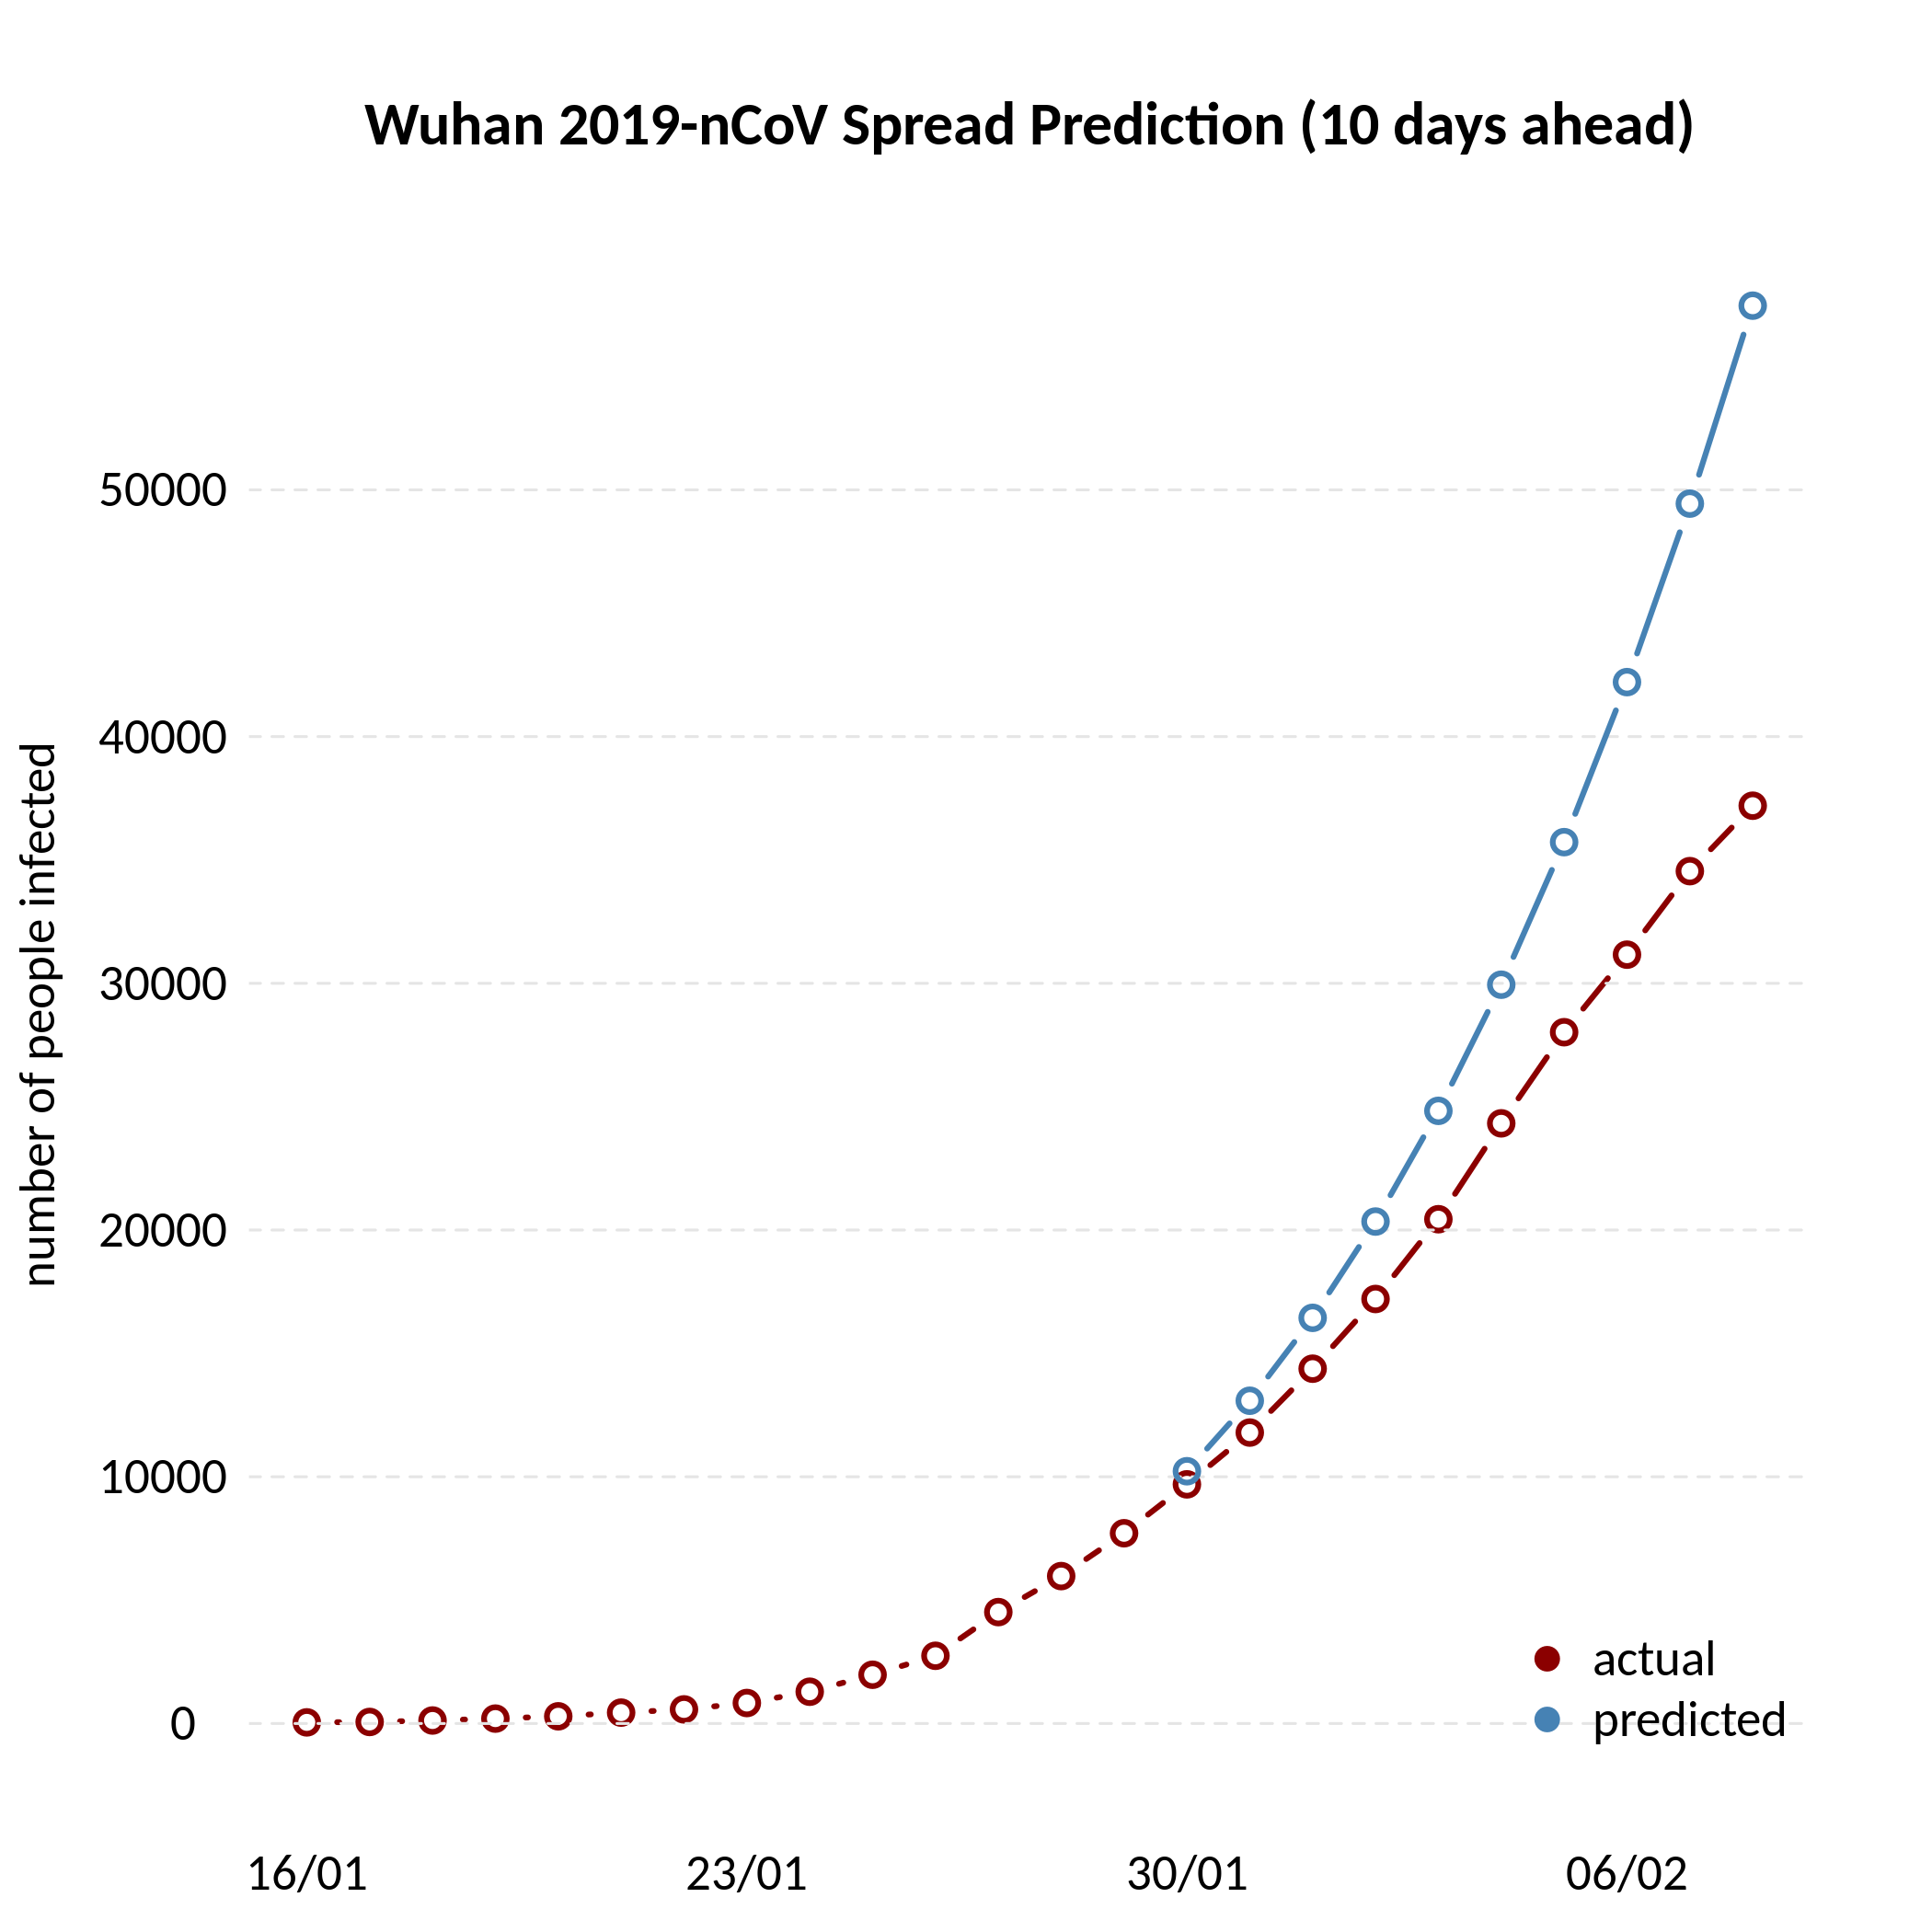 Wuhan 2019-nCoV Spread Prediction (10 days ahead)
number of people infected
50000
40000
30000
20000
10000
0
actual
predicted
16/01 23/01 30/01 06/02